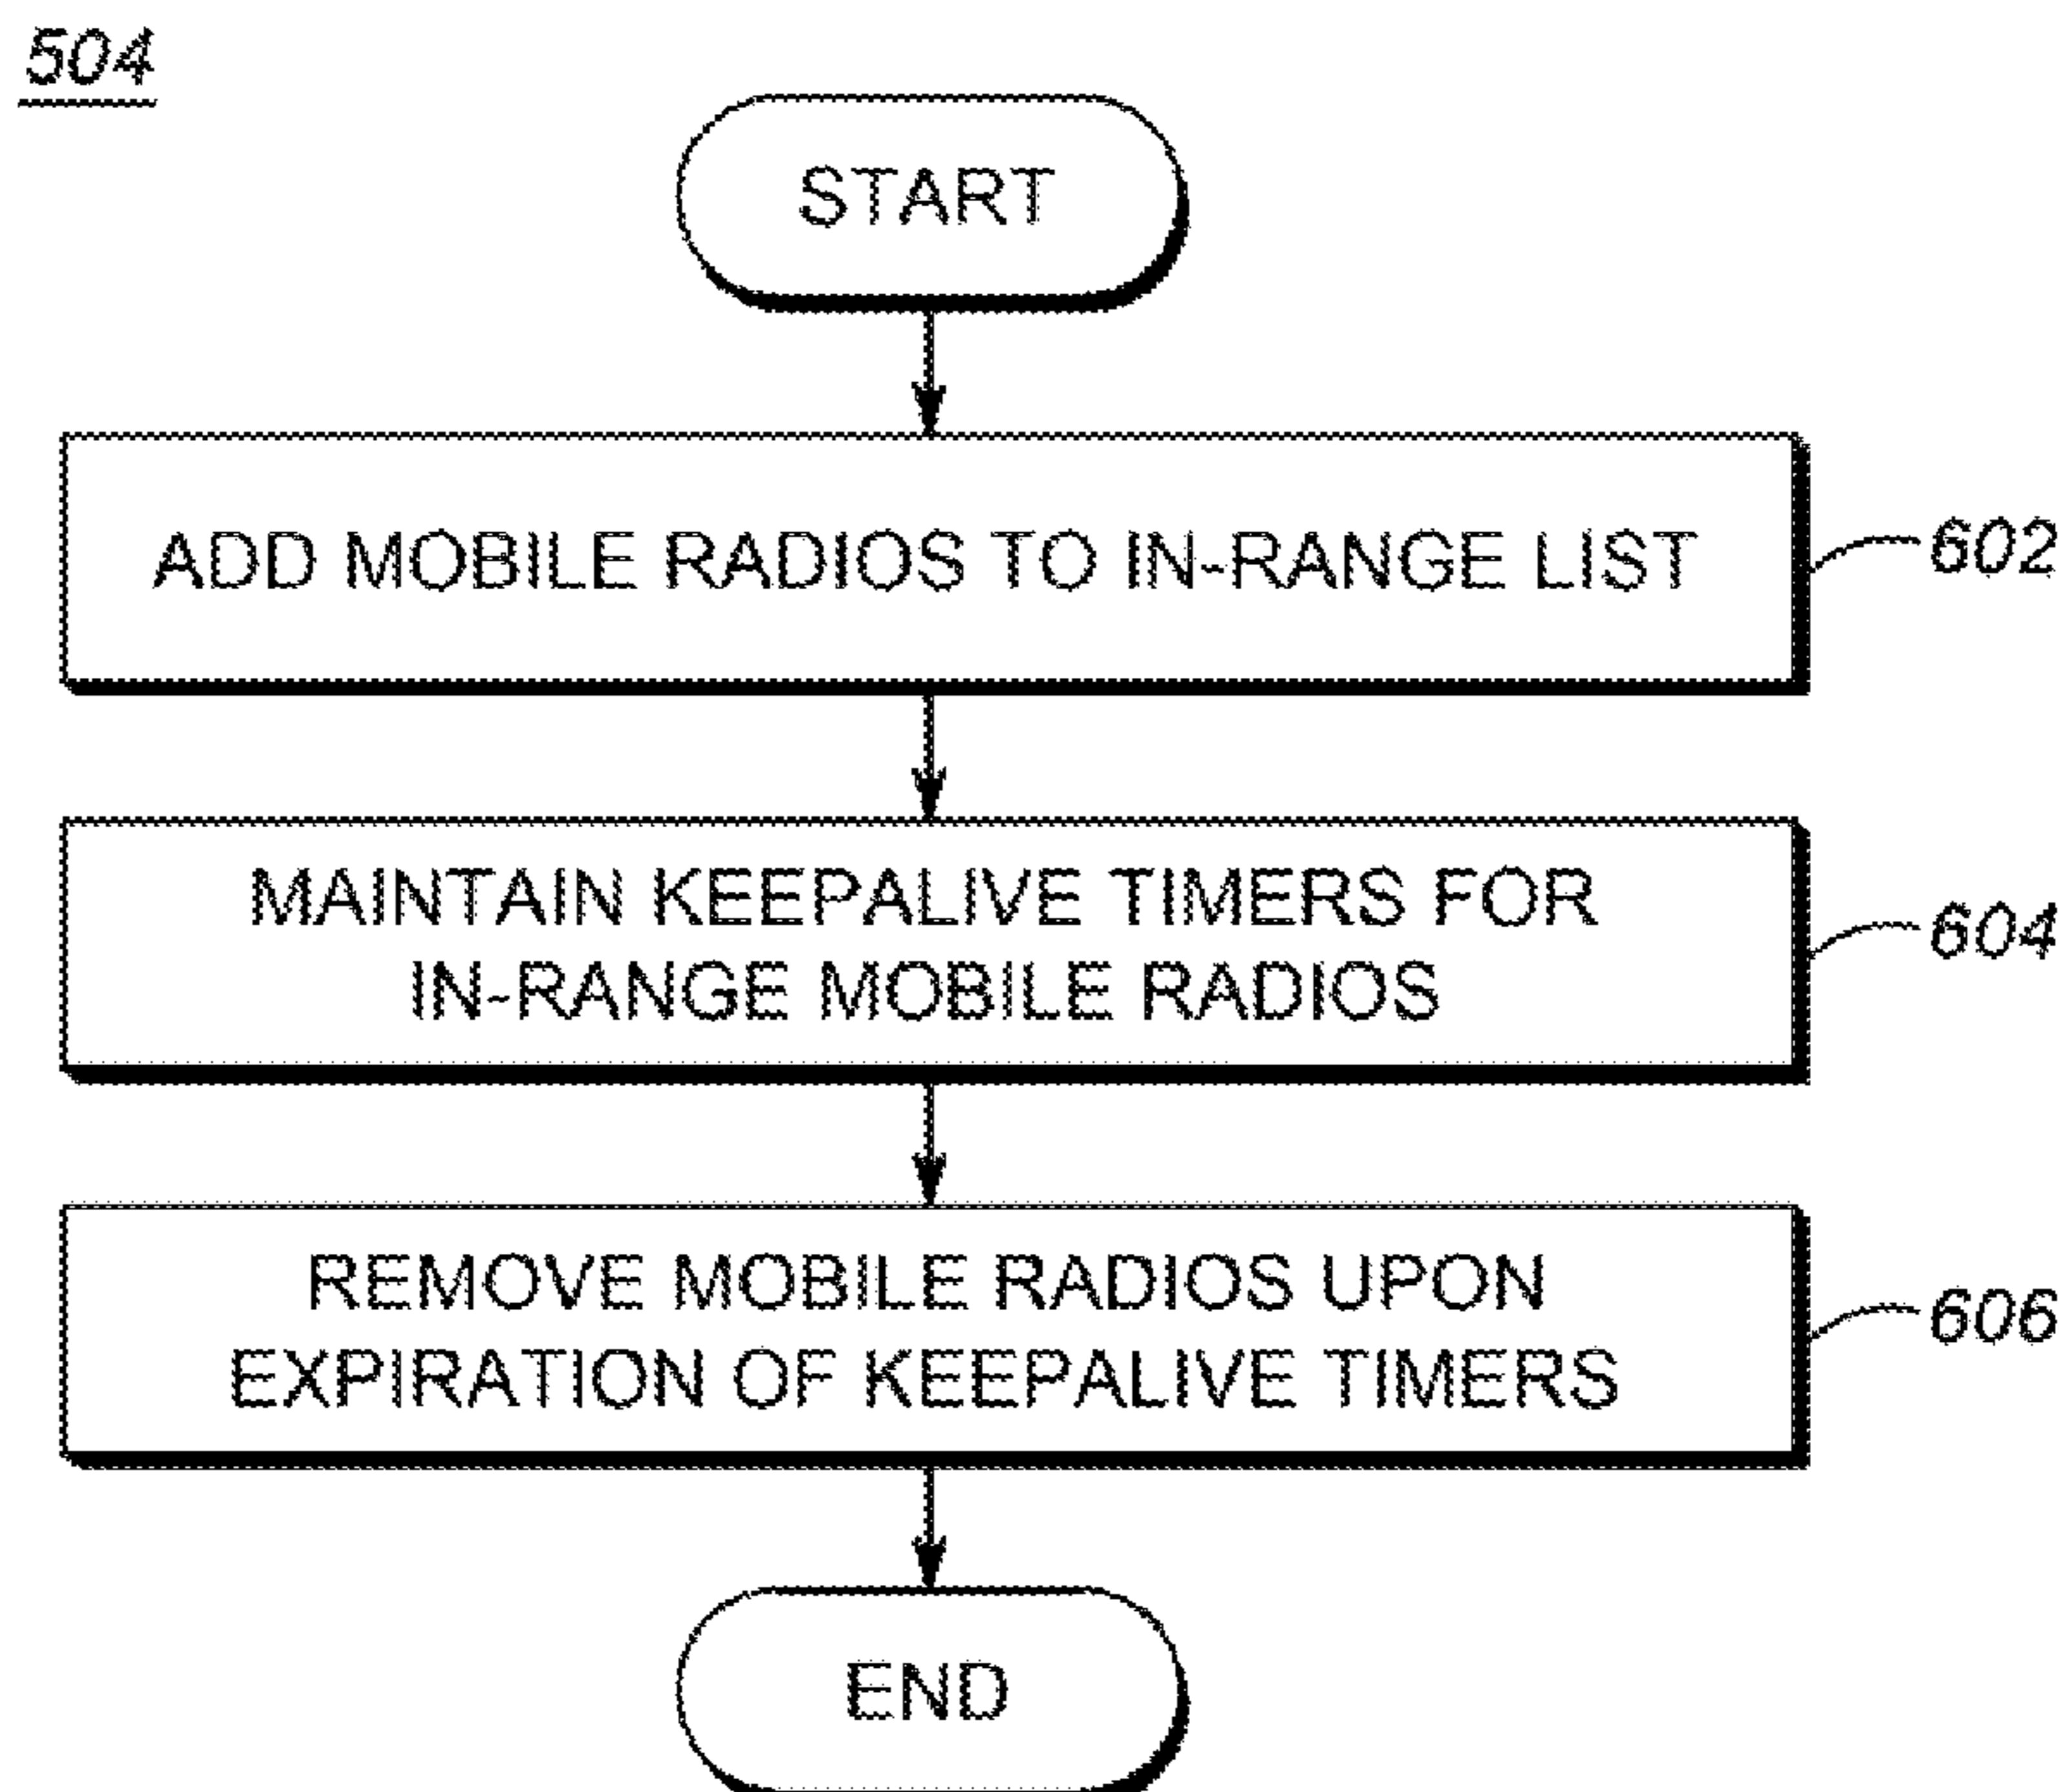 504
START
ADD MOBILE RADIOS TO IN-RANGE LIST
602
MAINTAIN KEEPALIVE TIMERS FOR
IN-RANGE MOBILE RADIOS
604
REMOVE MOBILE RADIOS UPON
EXPIRATION OF KEEPALIVE TIMERS
606
END